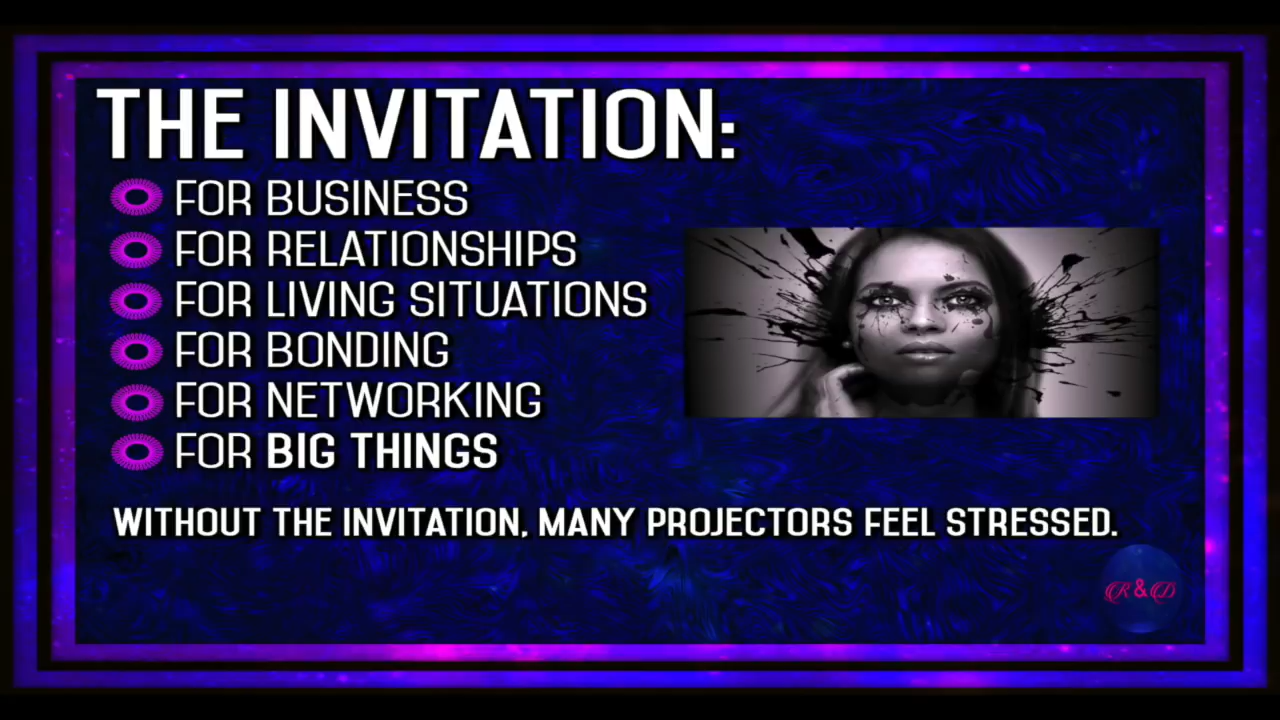 THE INVITATION:
FOR BUSINESS
FOR RELATIONSHIPS
FOR LIVING SITUATIONS
FOR BONDING
FOR NETWORKING
FOR BIG THINGS
WITHOUT THE INVITATION, MANY PROJECTORS FEEL STRESSED.
R&D